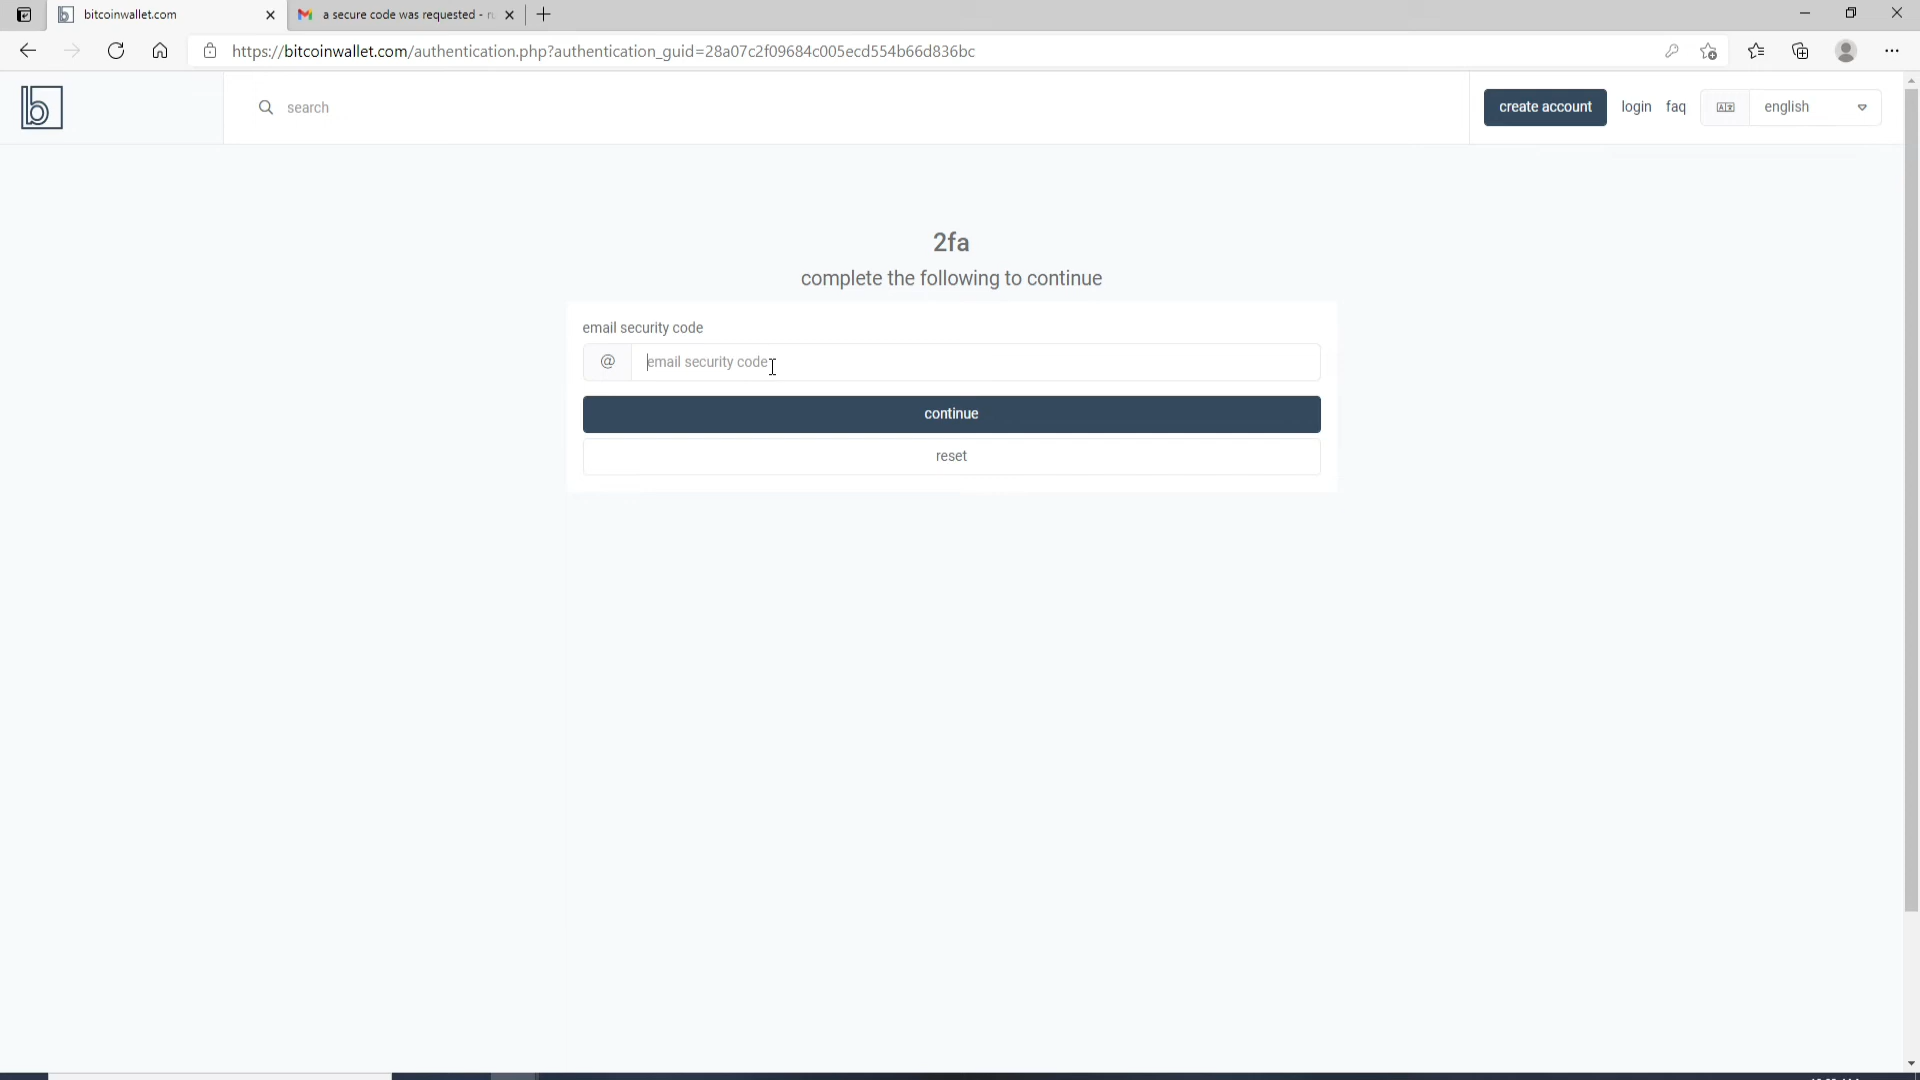 bitcoinwallet.com
a secure code was requested -
https://bitcoinwallet.com/authentication.php?authentication_guid=28a07c2f09684c005ecd554b66d836bc
b
search
create account
login
faq
english
2fa
complete the following to continue
email security code
@
email security code
continue
reset